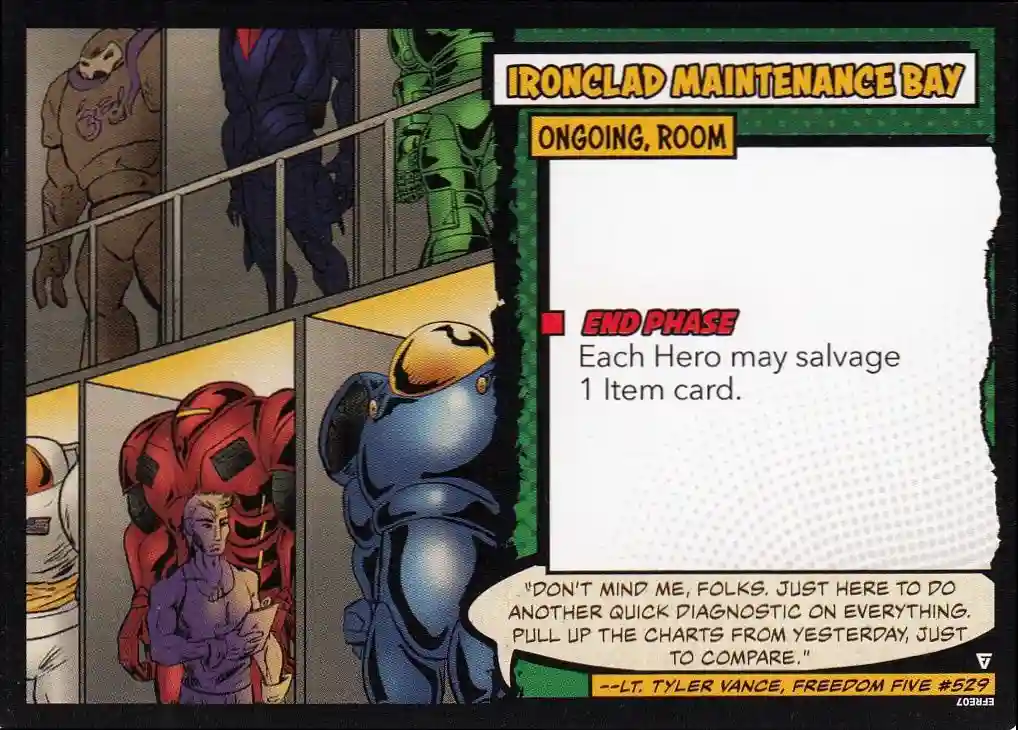 IRONCLAD MAINTENANCE BAY
ONGOING, ROOM
END PHASE
Each Hero may salvage
1 Item card.
"DON'T MIND ME, FOLKS. JUST HERE TO DO
ANOTHER QUICK DIAGNOSTIC ON EVERYTHING.
PULL UP THE CHARTS FROM YESTERDAY, JUST
TO COMPARE."
--LT. TYLER VANCE, FREEDOM FIVE #529
EFRE07